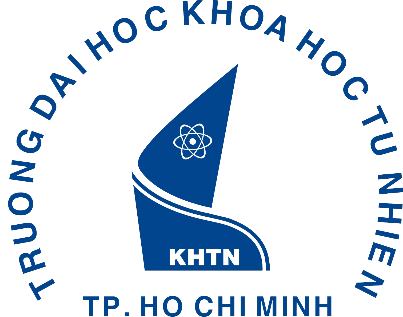 TRUONG DAI HOC KHOA HOC TU NHIEN
KHTN
TP. HO CHI MINH